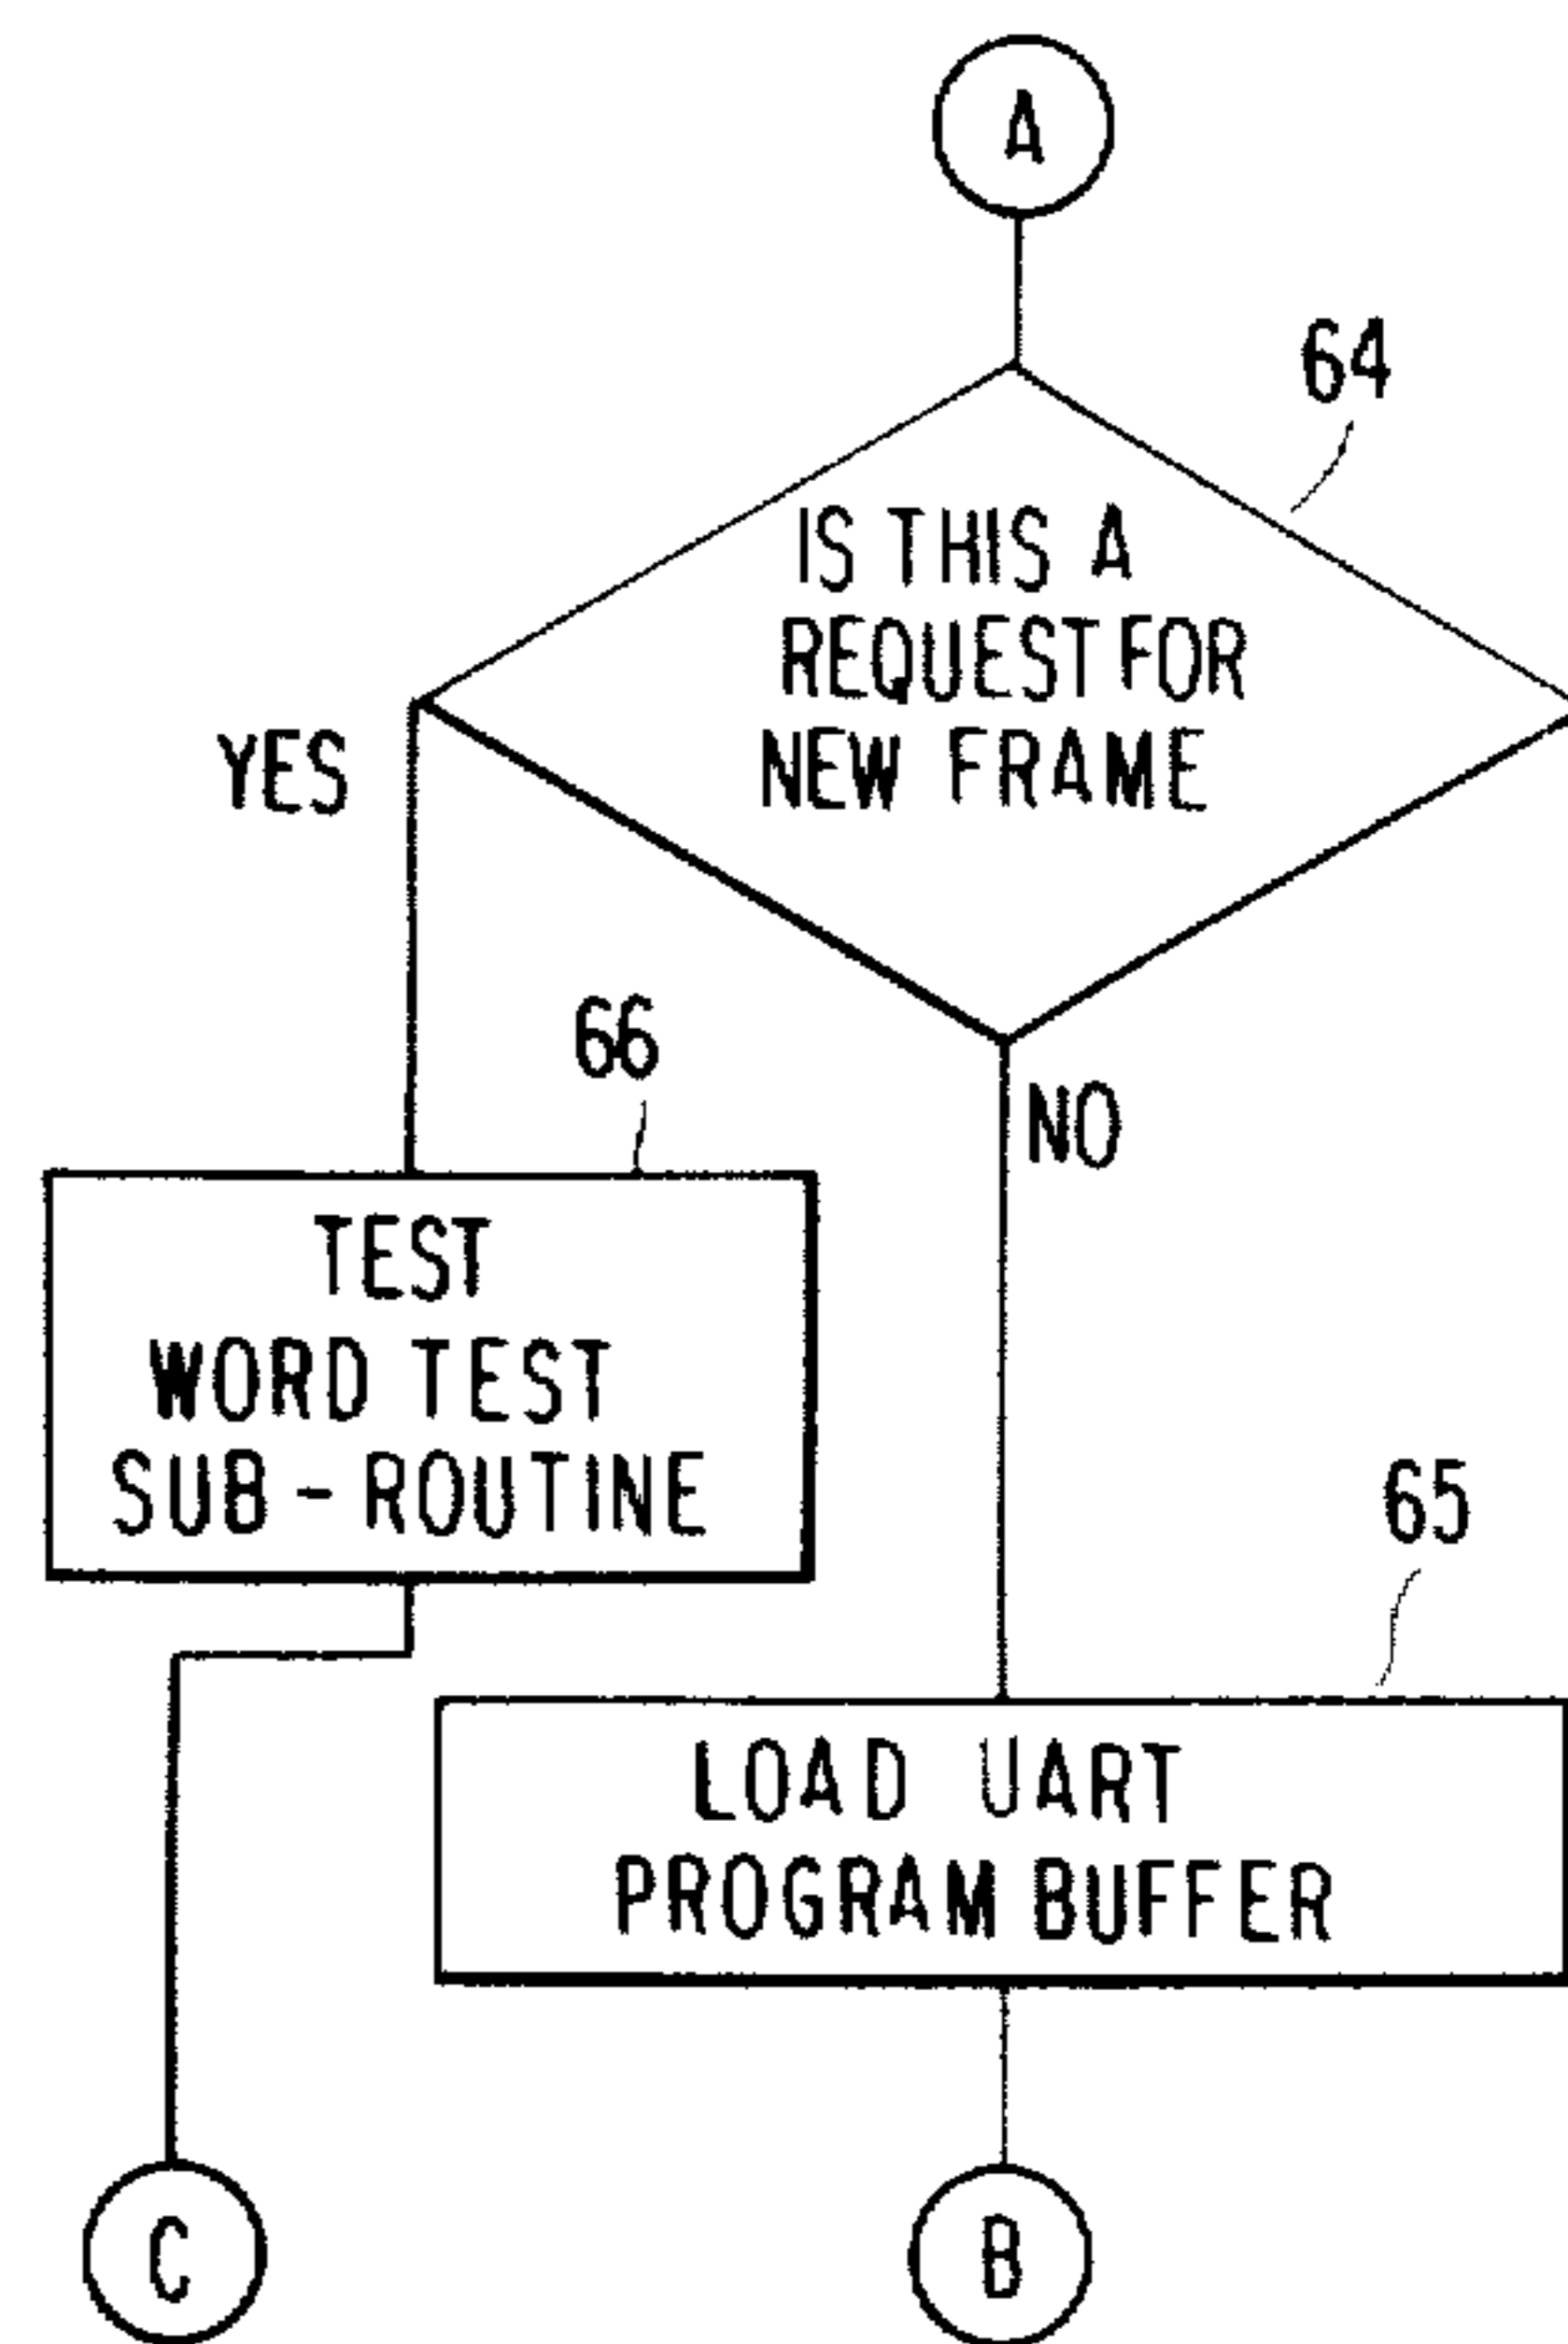 A
64
IS THIS A
REQUEST FOR
NEW FRAME
YES
66
NO
TEST
WORD TEST
SUB - ROUTINE
65
LOAD UART
PROGRAM BUFFER
C
B